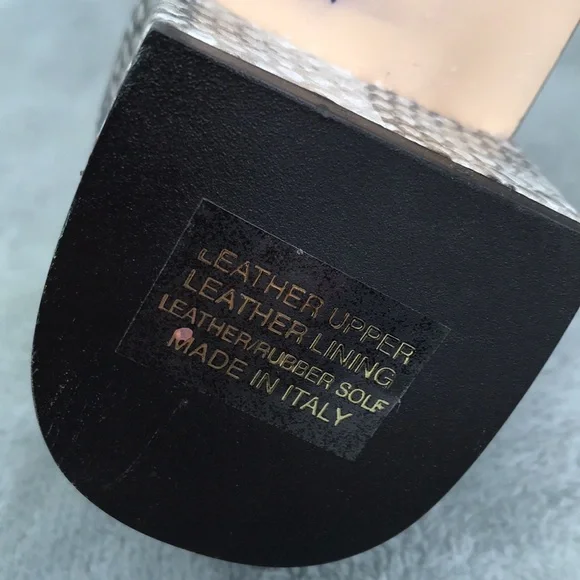 LEATHER UPPER
LEATHER LINING
LEATHER/RUBBER SOLE
MADE IN ITALY